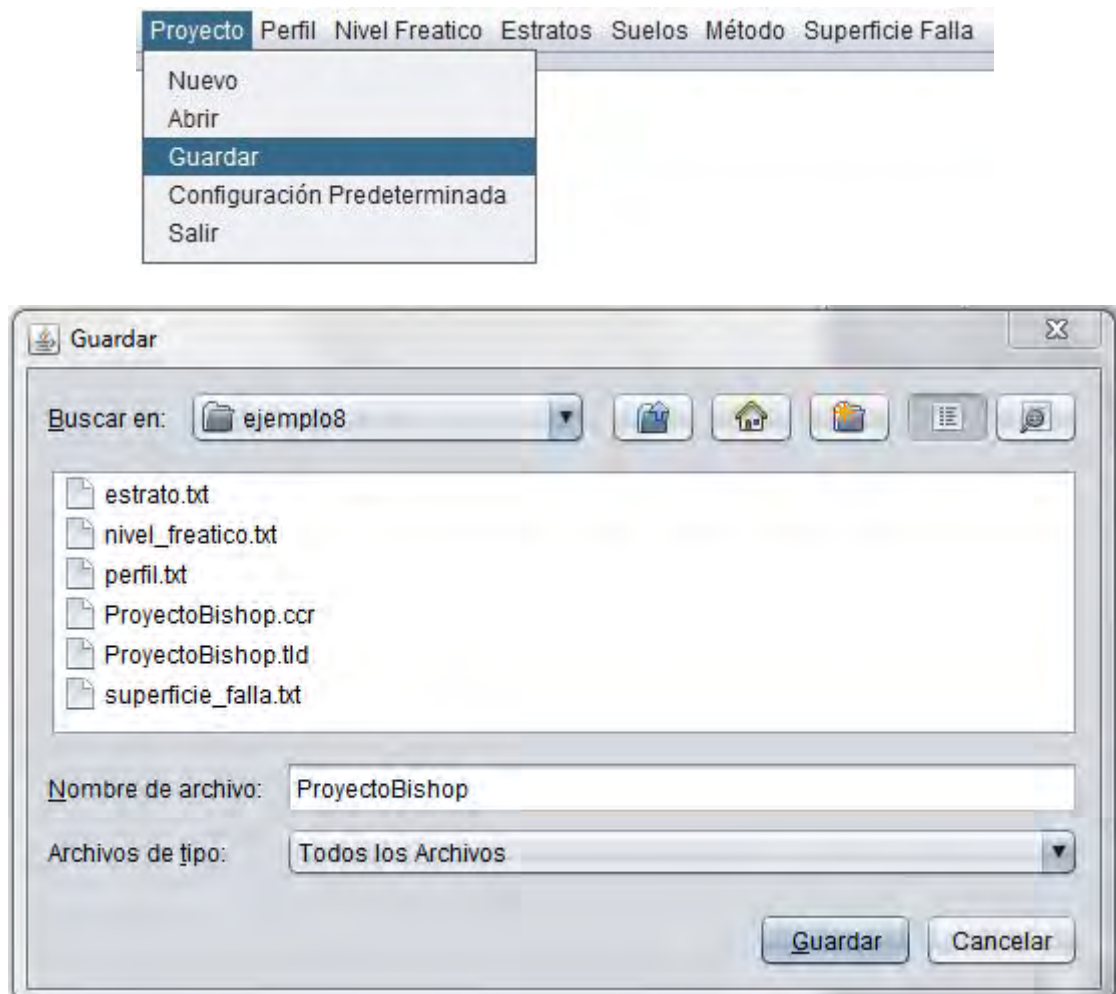 Proyecto Perfil Nivel Freatico Estratos Suelos Método Superficie Falla
Nuevo
Abrir
Guardar
Configuración Predeterminada
Salir
Guardar
Buscar en: ejemplo8
estrato.txt
nivel_freatico.txt
perfil.txt
ProyectoBishop.ccr
ProyectoBishop.tld
superficie_falla.txt
Nombre de archivo: ProyectoBishop
Archivos de tipo: Todos los Archivos
Guardar Cancelar